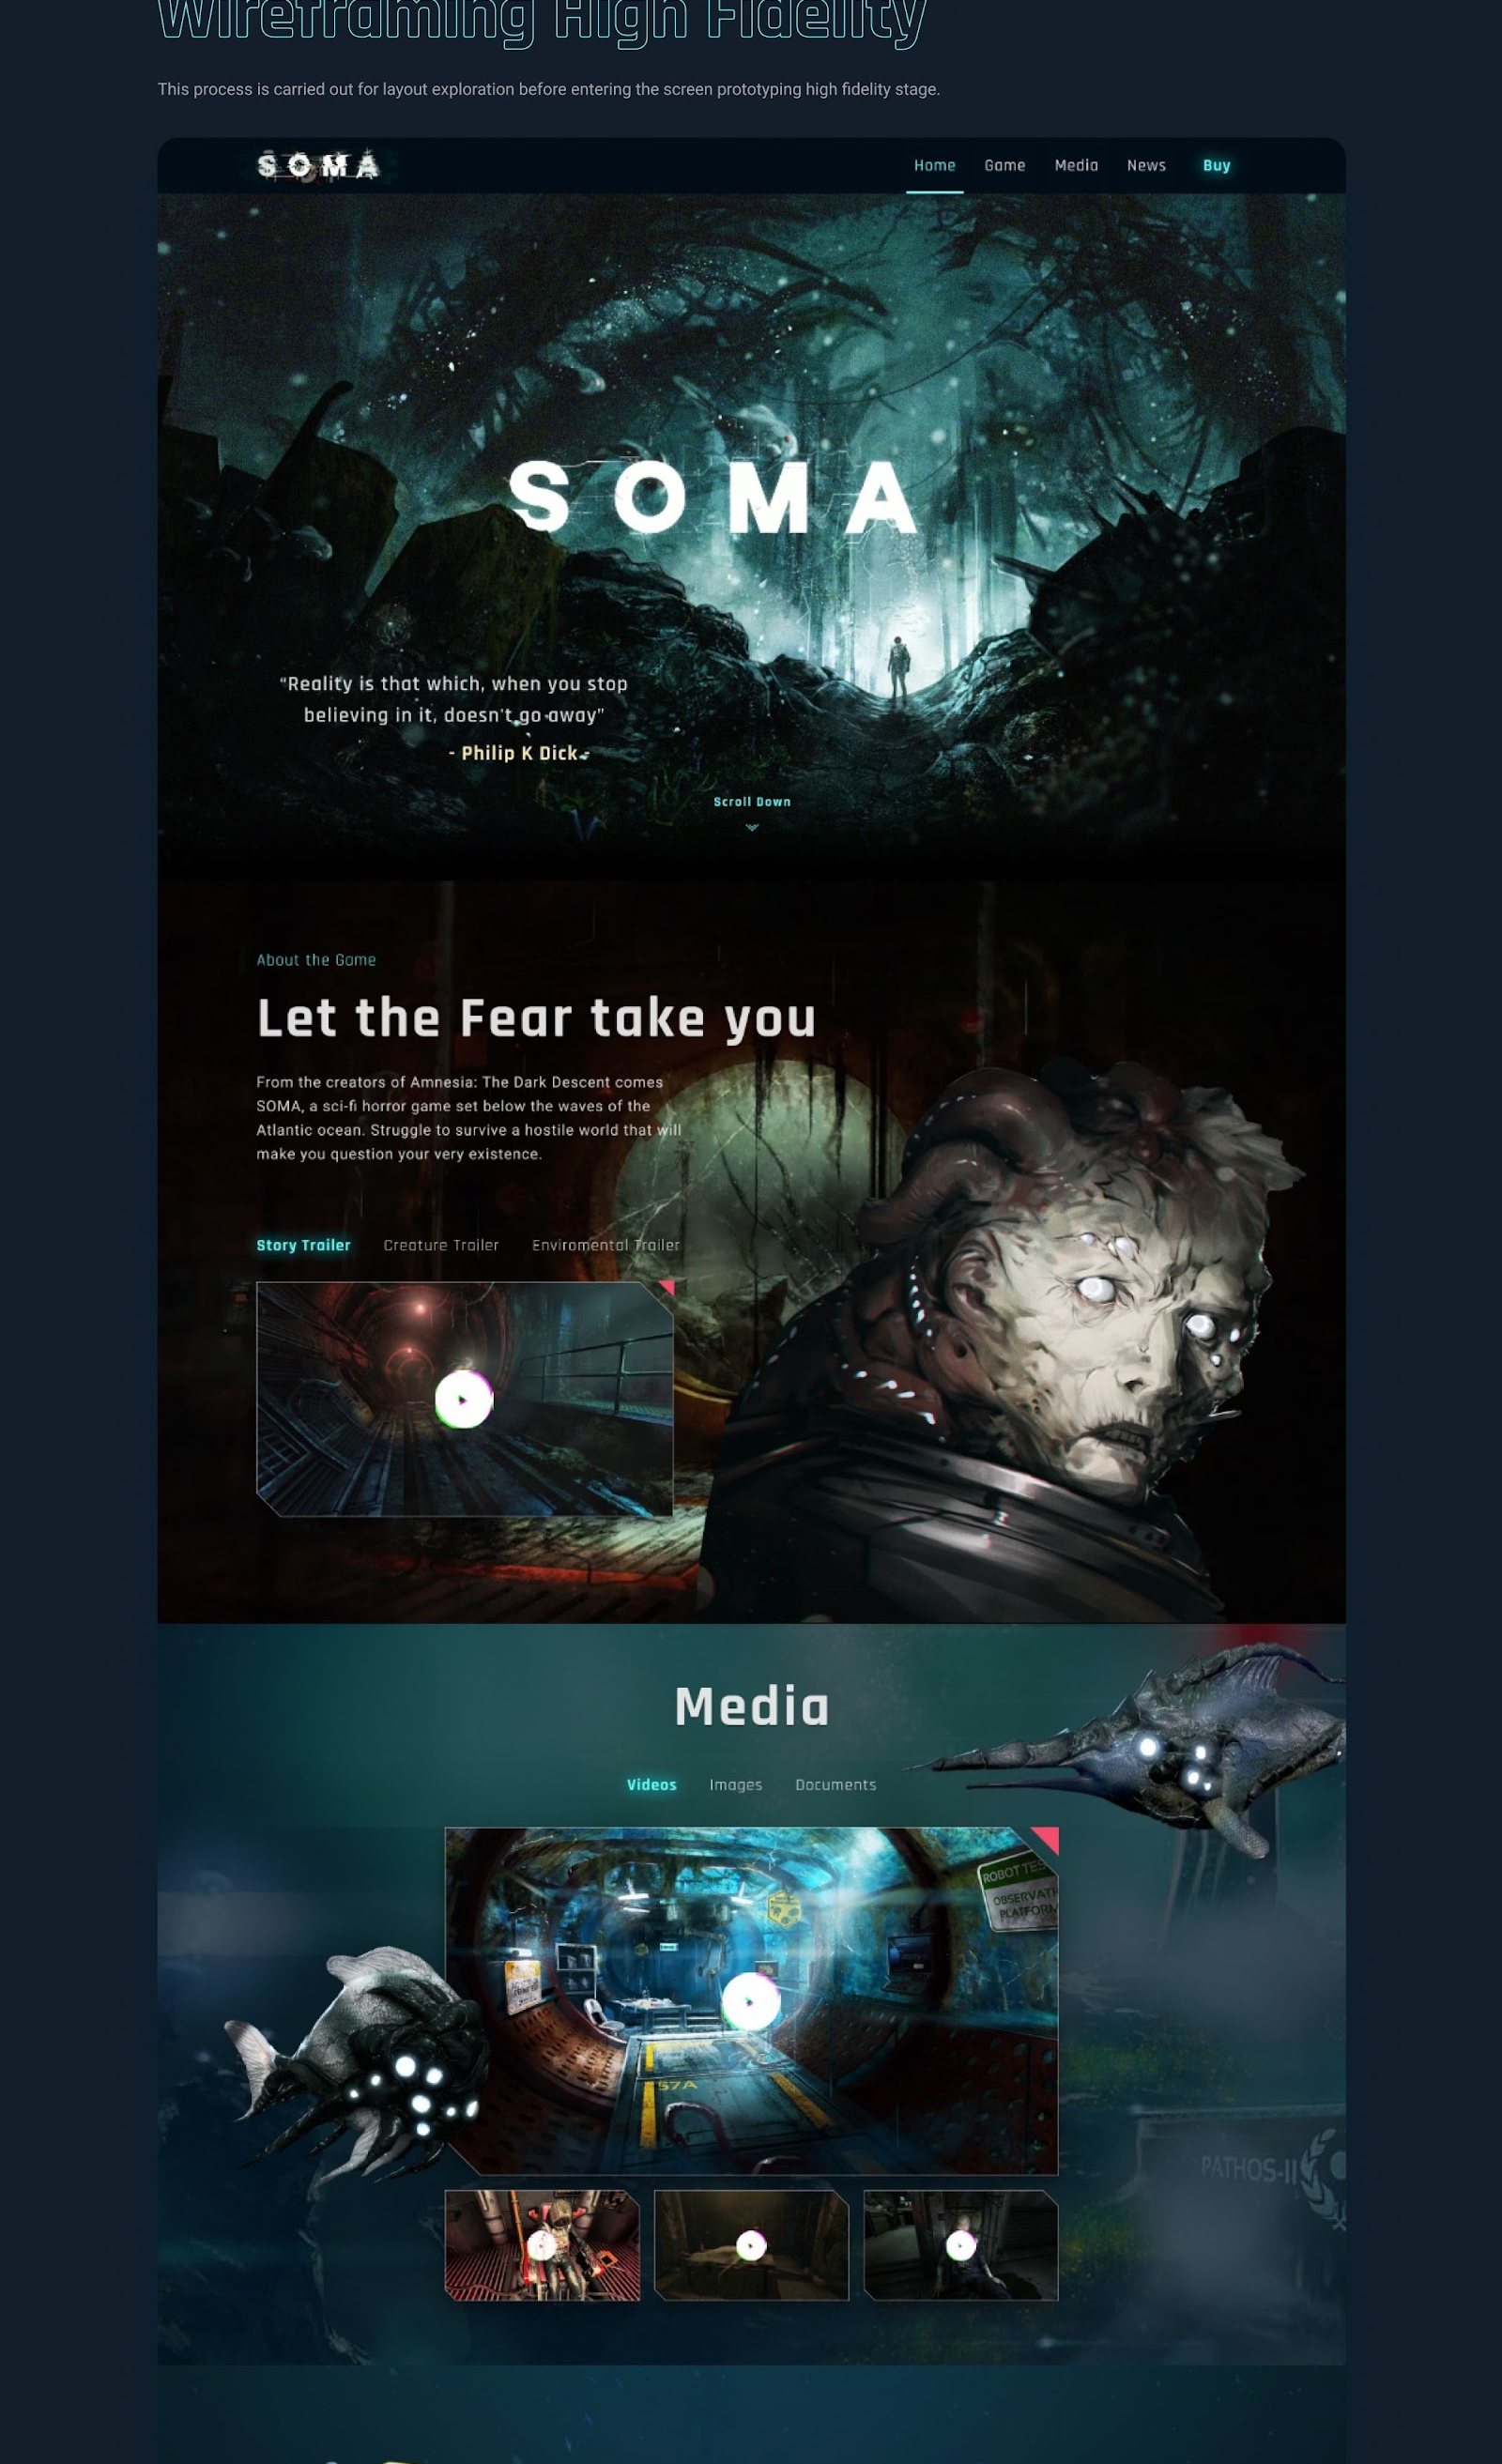 Wireframing High Fidelity
This process is carried out for layout exploration before entering the screen prototyping high fidelity stage.
SOMA
Home Game Media News Buy
SOMA
“Reality is that which, when you stop
believing in it, doesn't go away”
- Philip K Dick -
Scroll Down
About the Game
Let the Fear take you
From the creators of Amnesia: The Dark Descent comes
SOMA, a sci-fi horror game set below the waves of the
Atlantic ocean. Struggle to survive a hostile world that will
make you question your very existence.
Story Trailer Creature Trailer Enviromental Trailer
Media
Videos Images Documents
ROBOT TES
OBSERVATI
PLATFORM
57A
PATHOS-II